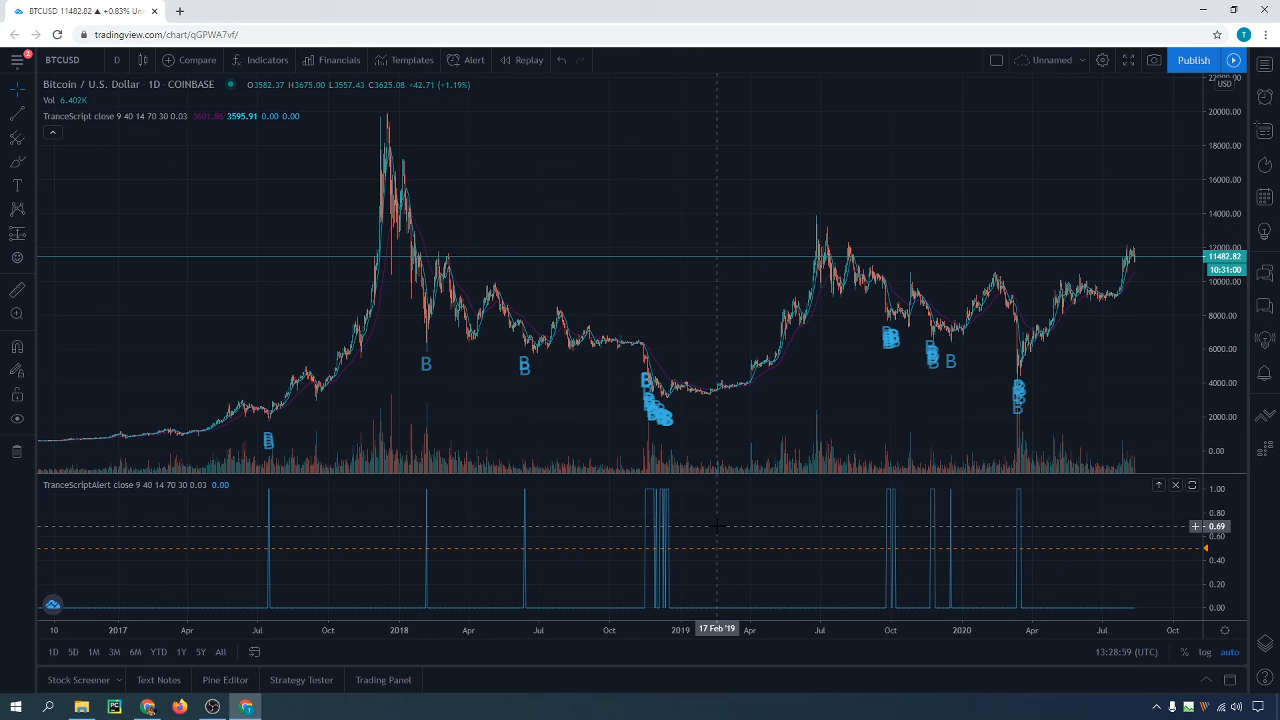 BTCUSD 11482.82 ▲ +0.83% Un
tradingview.com/chart/qGPWA7vf/
T
2
BTCUSD D Compare Indicators Financials Templates Alert Replay Unnamed Publish
Bitcoin / U.S. Dollar · 1D · COINBASE O3582.37 H3675.00 L3557.43 C3625.08 +42.71 (+1.19%)
Vol 6.402K
TranceScript close 9 40 14 70 30 0.03 3601.86 3595.91 0.00 0.00
22000.00
USD
20000.00
18000.00
16000.00
14000.00
12000.00
11482.82
10:31:00
10000.00
8000.00
6000.00
4000.00
2000.00
0.00
B B B B B B B B B B
TranceScriptAlert close 9 40 14 70 30 0.03 0.00
1.00
0.80
0.69
0.60
0.40
0.20
0.00
10 2017 Apr Jul Oct 2018 Apr Jul Oct 2019 17 Feb '19 Apr Jul Oct 2020 Apr Jul Oct
1D 5D 1M 3M 6M YTD 1Y 5Y All 13:28:59 (UTC) % log auto
Stock Screener Text Notes Pine Editor Strategy Tester Trading Panel